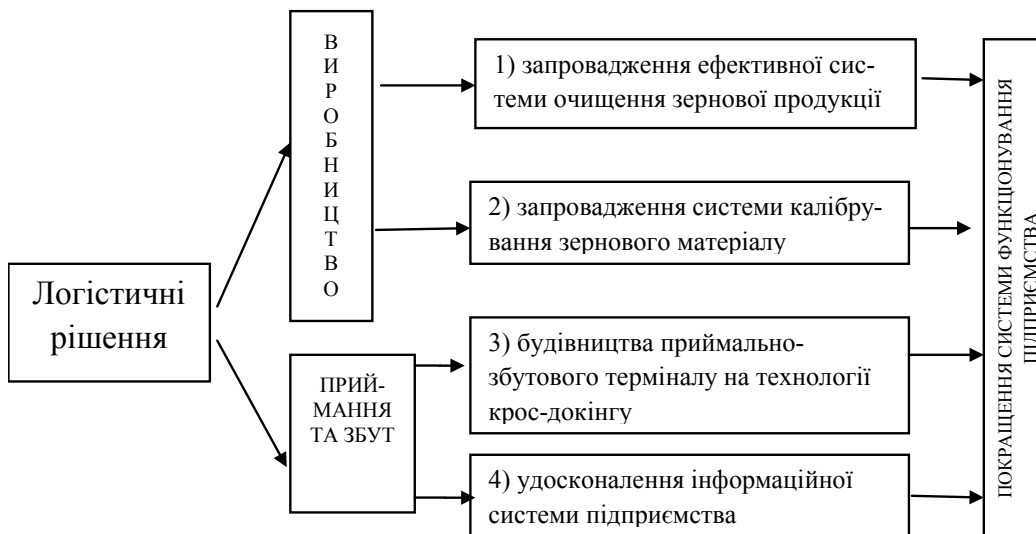 Логістичні
рішення
В
И
Р
О
Б
Н
И
Ц
Т
В
О
ПРИЙ-
МАННЯ
ТА ЗБУТ
1) запровадження ефективної сис-
теми очищення зернової продукції
2) запровадження системи калібру-
вання зернового матеріалу
3) будівництва приймально-
збутового терміналу на технології
крос-докінгу
4) удосконалення інформаційної
системи підприємства
ПОКРАЩЕННЯ СИСТЕМИ ФУНКЦІОНУВАННЯ
ПІДПРИЄМСТВА